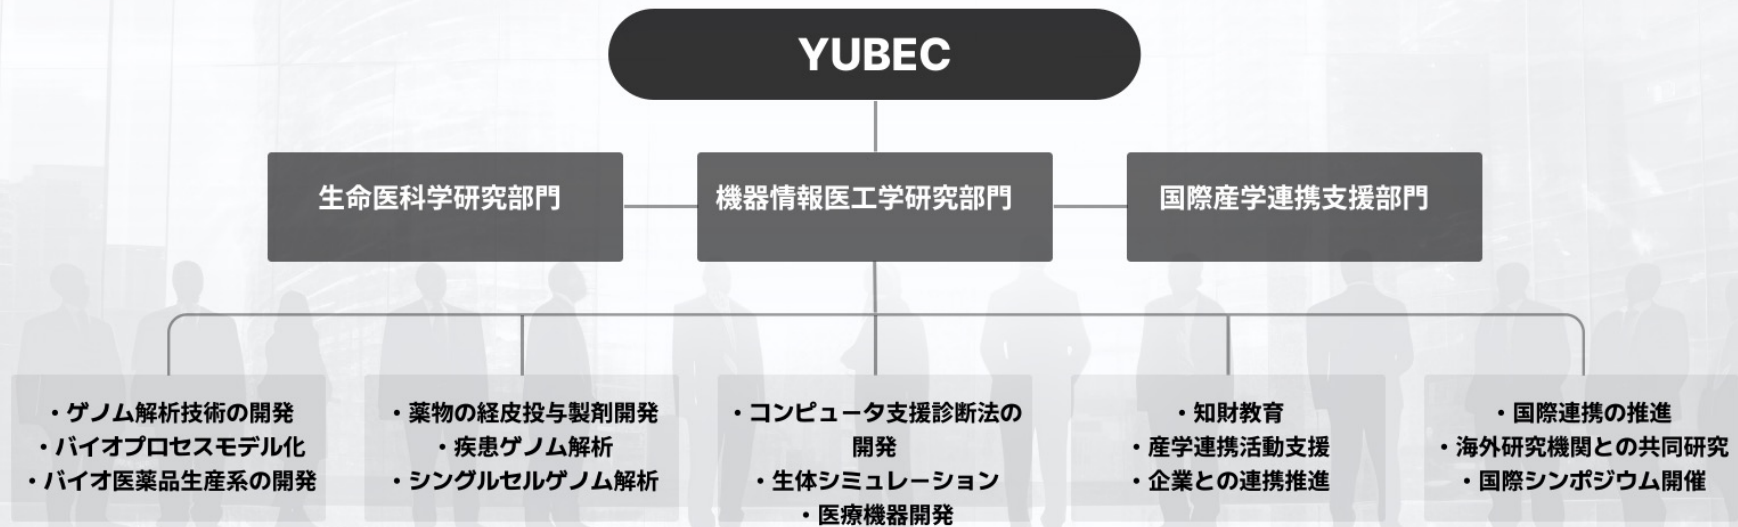 YUBEC
生命医科学研究部門
機器情報医工学研究部門
国際産学連携支援部門
・ゲノム解析技術の開発
・バイオプロセスモデル化
・バイオ医薬品生産系の開発
・薬物の経皮投与製剤開発
・疾患ゲノム解析
・シングルセルゲノム解析
・コンピュータ支援診断法の
開発
・生体シミュレーション
・医療機器開発
・知財教育
・産学連携活動支援
・企業との連携推進
・国際連携の推進
・海外研究機関との共同研究
・国際シンポジウム開催